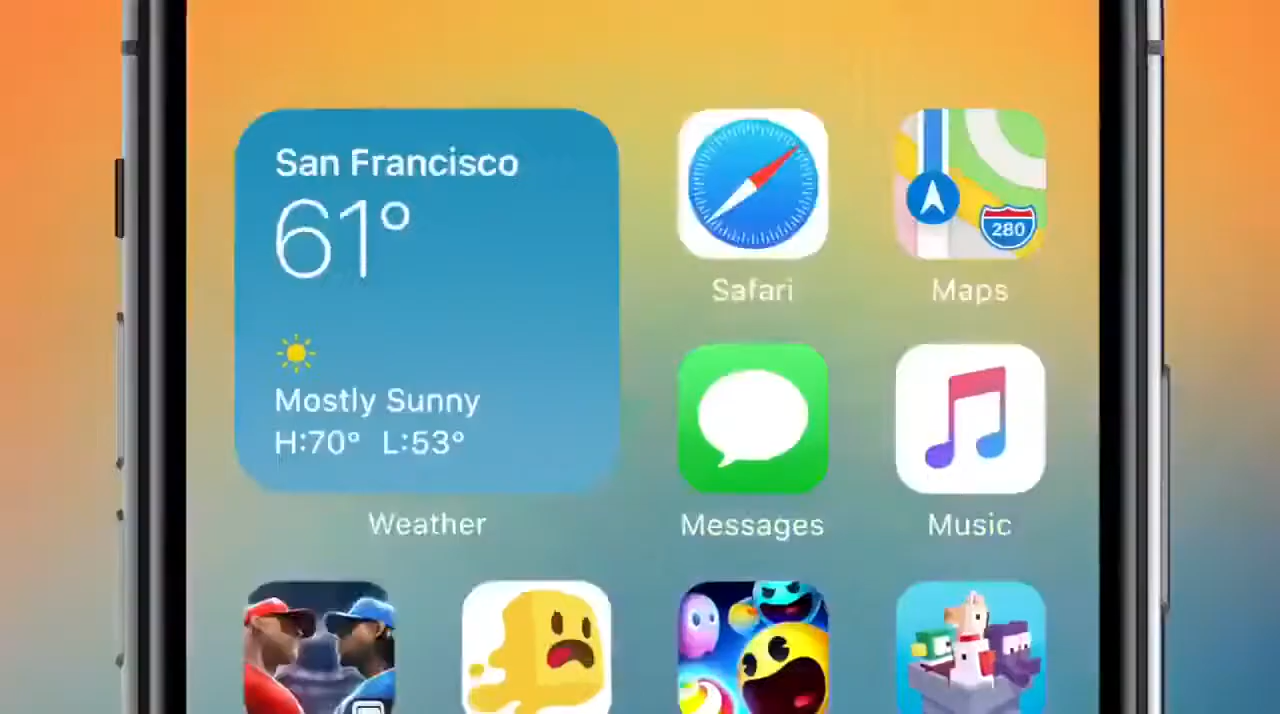 San Francisco
61°
Mostly Sunny
H:70° L:53°
Weather
Safari
280
Maps
Messages
Music